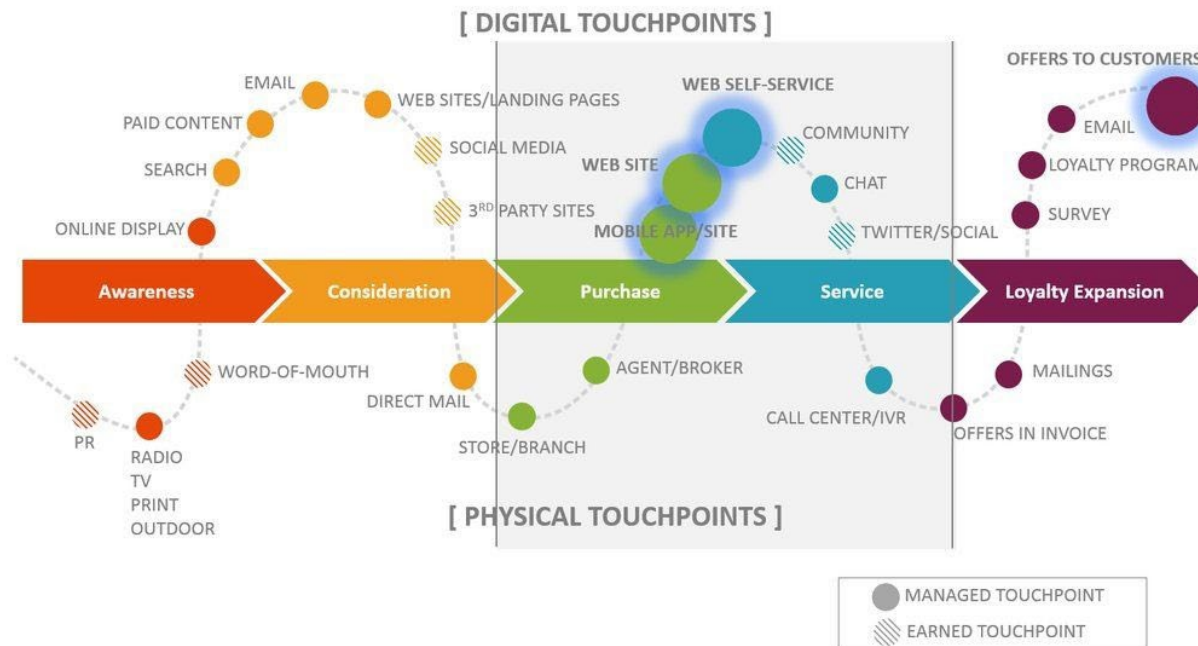 [ DIGITAL TOUCHPOINTS ]
OFFERS TO CUSTOMERS
EMAIL
WEB SELF-SERVICE
WEB SITES/LANDING PAGES
PAID CONTENT
EMAIL
COMMUNITY
SOCIAL MEDIA
WEB SITE
LOYALTY PROGRAM
SEARCH
CHAT
3RD PARTY SITES
SURVEY
ONLINE DISPLAY
MOBILE APP/SITE
TWITTER/SOCIAL
Awareness
Consideration
Purchase
Service
Loyalty Expansion
WORD-OF-MOUTH
AGENT/BROKER
MAILINGS
DIRECT MAIL
CALL CENTER/IVR
PR
OFFERS IN INVOICE
STORE/BRANCH
RADIO
TV
PRINT
OUTDOOR
[ PHYSICAL TOUCHPOINTS ]
MANAGED TOUCHPOINT
EARNED TOUCHPOINT